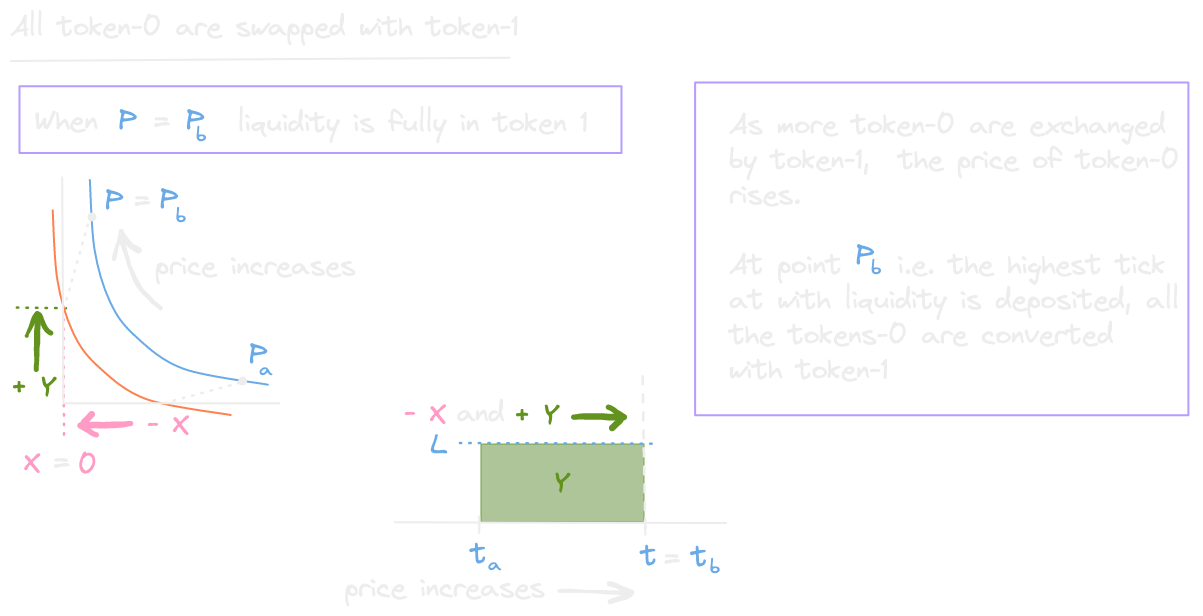 All token-0 are swapped with token-1
When P = P_b liquidity is fully in token 1
As more token-0 are exchanged
by token-1, the price of token-0
rises.
At point P_b i.e. the highest tick
at with liquidity is deposited, all
the tokens-0 are converted
with token-1
P = P_b
price increases
+ Y
P_a
- X
X = 0
- X and + Y
L
Y
t_a
t = t_b
price increases